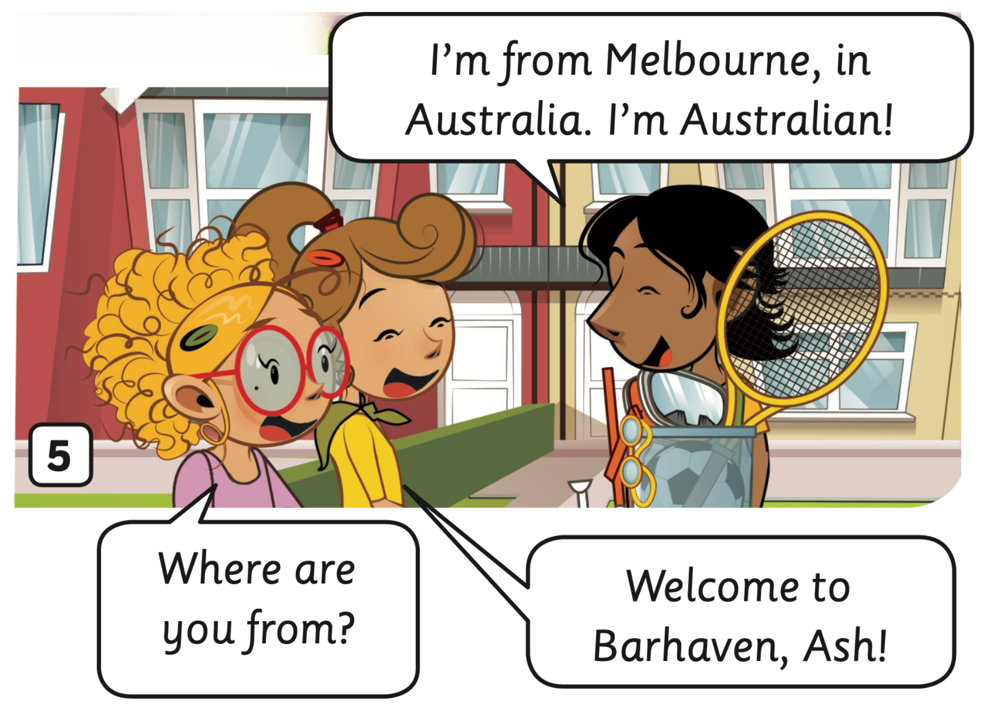 I’m from Melbourne, in
Australia. I’m Australian!
5
Where are
you from?
Welcome to
Barhaven, Ash!